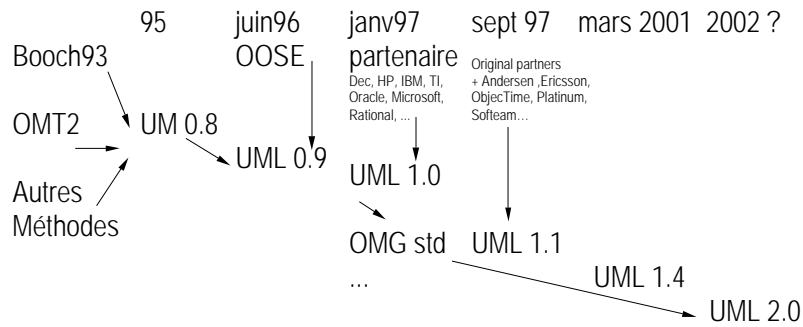 95 juin96 janv97 sept 97 mars 2001 2002 ?
Booch93 OOSE partenaire
Original partners
+ Andersen ,Ericsson,
ObjecTime, Platinum,
Softeam…
Dec, HP, IBM, TI,
Oracle, Microsoft,
Rational, ...
OMT2 UM 0.8
UML 0.9
UML 1.0
Autres
Méthodes
OMG std UML 1.1
...
UML 1.4
UML 2.0